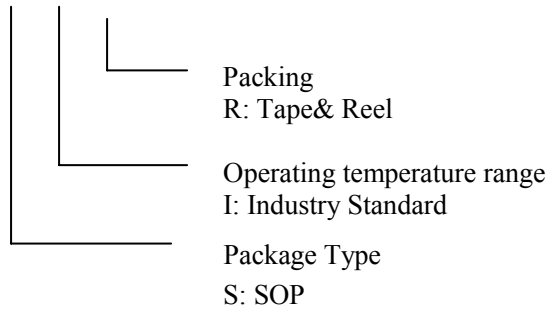 Packing
R: Tape& Reel
Operating temperature range
I: Industry Standard
Package Type
S: SOP